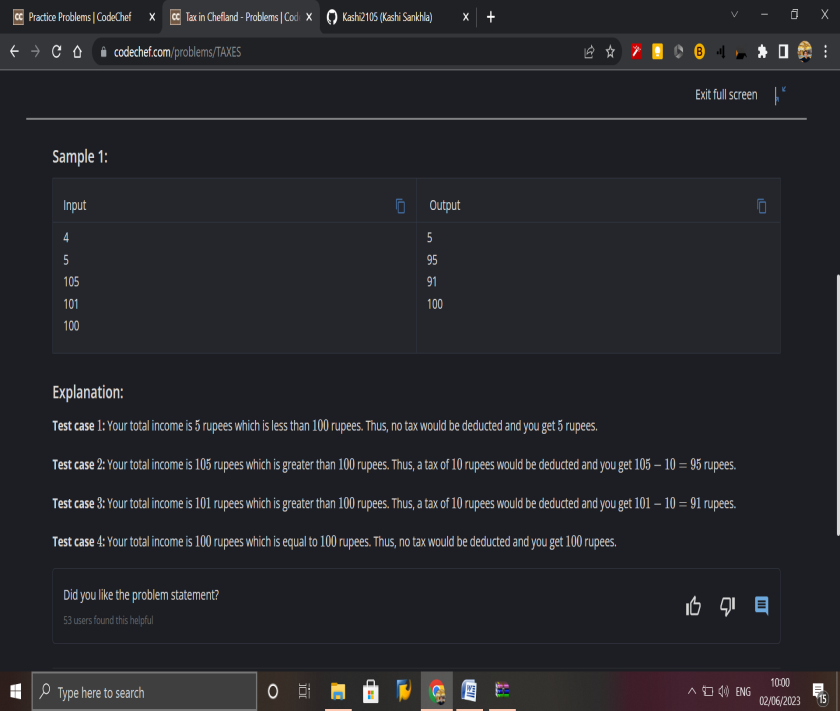 Practice Problems | CodeChef
Tax in Chefland - Problems | Cod
Kashi2105 (Kashi Sankhla)
codechef.com/problems/TAXES
Exit full screen
Sample 1:
Input
Output
4
5
105
101
100
5
95
91
100
Explanation:
Test case 1: Your total income is 5 rupees which is less than 100 rupees. Thus, no tax would be deducted and you get 5 rupees.
Test case 2: Your total income is 105 rupees which is greater than 100 rupees. Thus, a tax of 10 rupees would be deducted and you get 105 − 10 = 95 rupees.
Test case 3: Your total income is 101 rupees which is greater than 100 rupees. Thus, a tax of 10 rupees would be deducted and you get 101 − 10 = 91 rupees.
Test case 4: Your total income is 100 rupees which is equal to 100 rupees. Thus, no tax would be deducted and you get 100 rupees.
Did you like the problem statement?
53 users found this helpful
Type here to search
ENG
10:00
02/06/2023
15